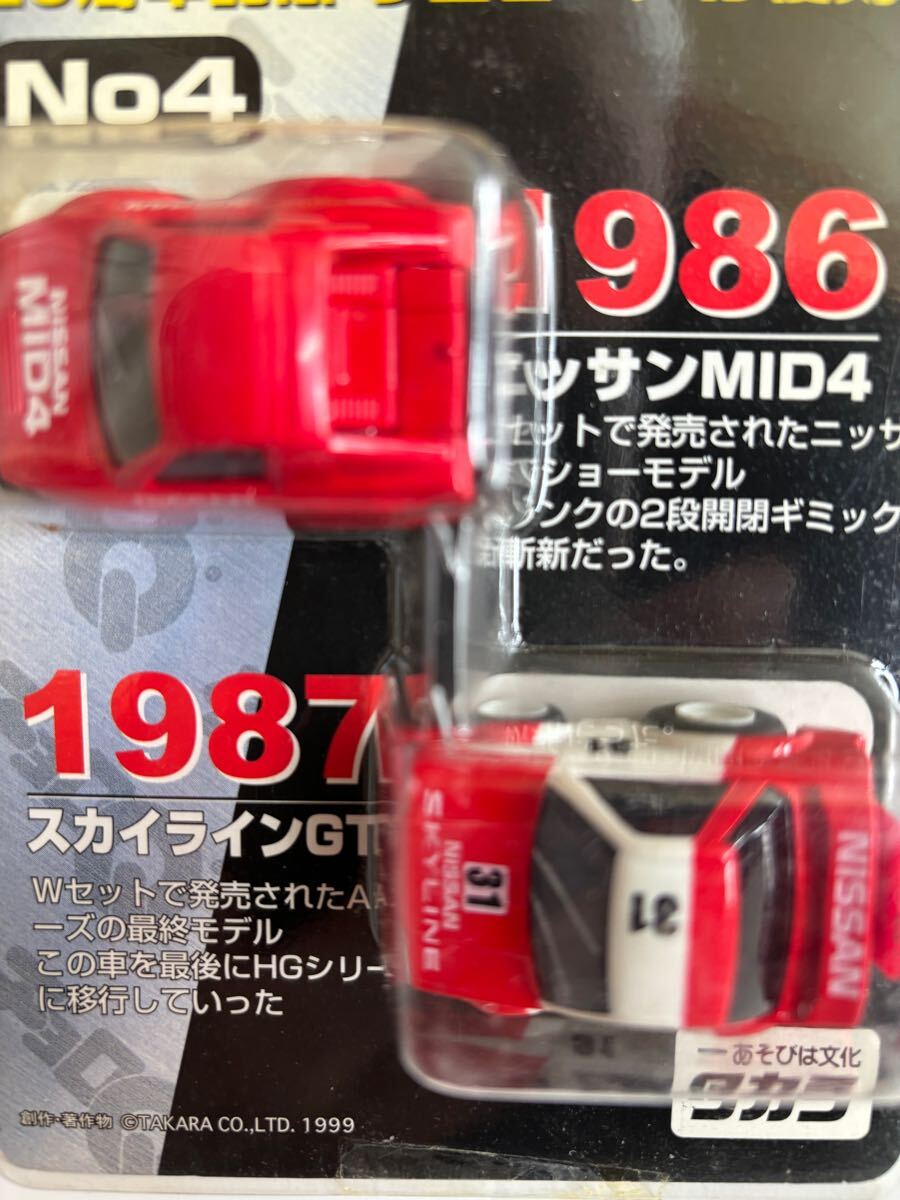 No4
NISSAN
MID4
1986
ニッサンMID4
セットで発売されたニッサ
ショーモデル
ンクの2段開閉ギミック
斬新だった。
1987
スカイラインGT
Wセットで発売されたA
ーズの最終モデル
この車を最後にHGシリー
に移行していった
31
SKYLINE
NISSAN
31
31
NISSAN
ーあそびは文化
タカラ
創作・著作物 ©TAKARA CO.,LTD. 1999